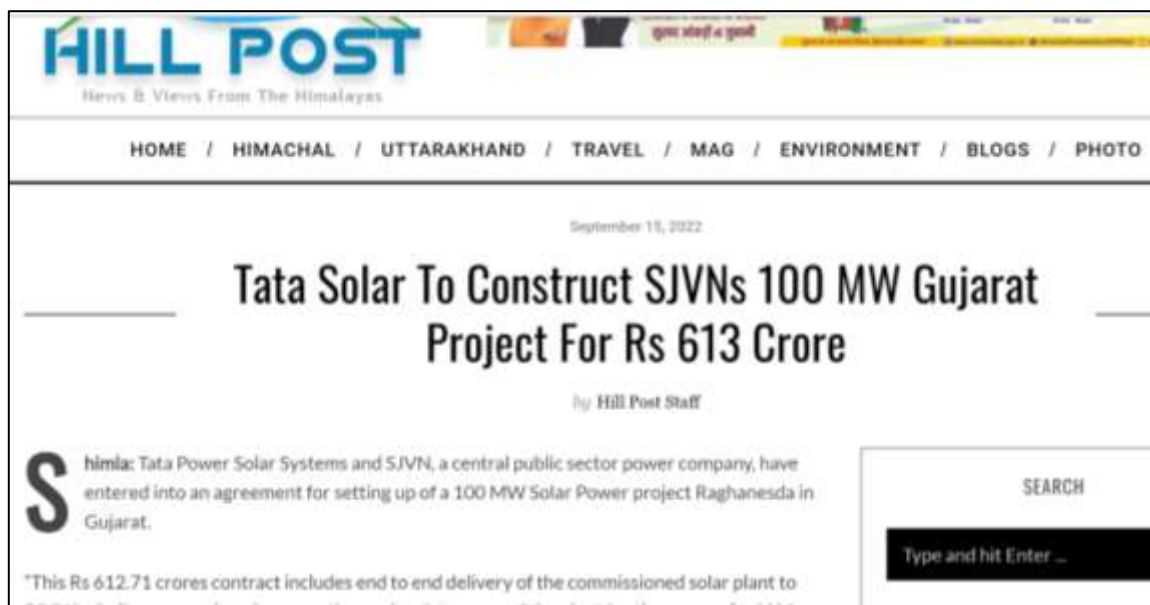 HILL POST
News & Views From The Himalayas
HOME / HIMACHAL / UTTARAKHAND / TRAVEL / MAG / ENVIRONMENT / BLOGS / PHOTO
September 15, 2022
Tata Solar To Construct SJVNs 100 MW Gujarat
Project For Rs 613 Crore
by Hill Post Staff
Shimla: Tata Power Solar Systems and SJVN, a central public sector power company, have
entered into an agreement for setting up of a 100 MW Solar Power project Raghanesda in
Gujarat.
"This Rs 612.71 crores contract includes end to end delivery of the commissioned solar plant to
SEARCH
Type and hit Enter ...